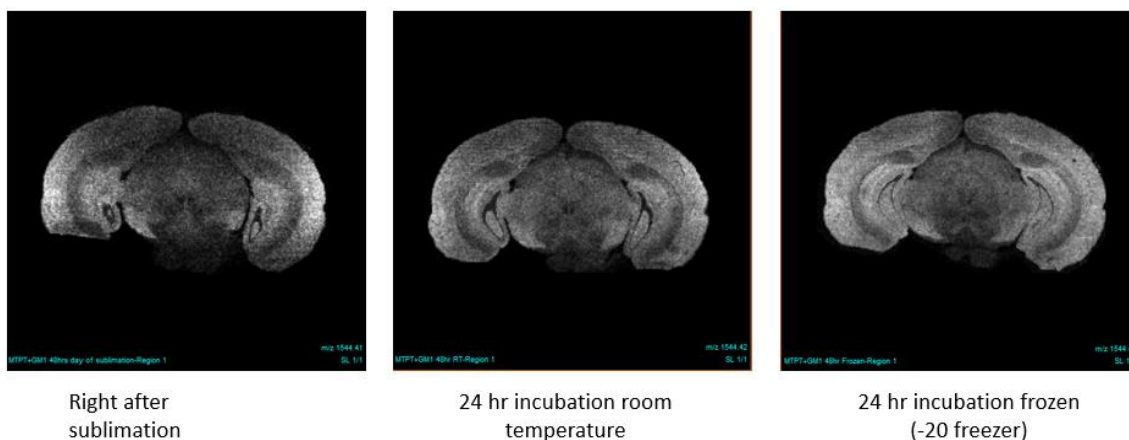 m/z 1544.41
MTPT+GM1 48hrs day of sublimation-Region 1
SL 1/1
m/z 1544.42
MTPT+GM1 48hr RT-Region 1
SL 1/1
m/z 1544.
MTPT+GM1 48hr Frozen-Region 1
SL 1
Right after
sublimation
24 hr incubation room
temperature
24 hr incubation frozen
(-20 freezer)